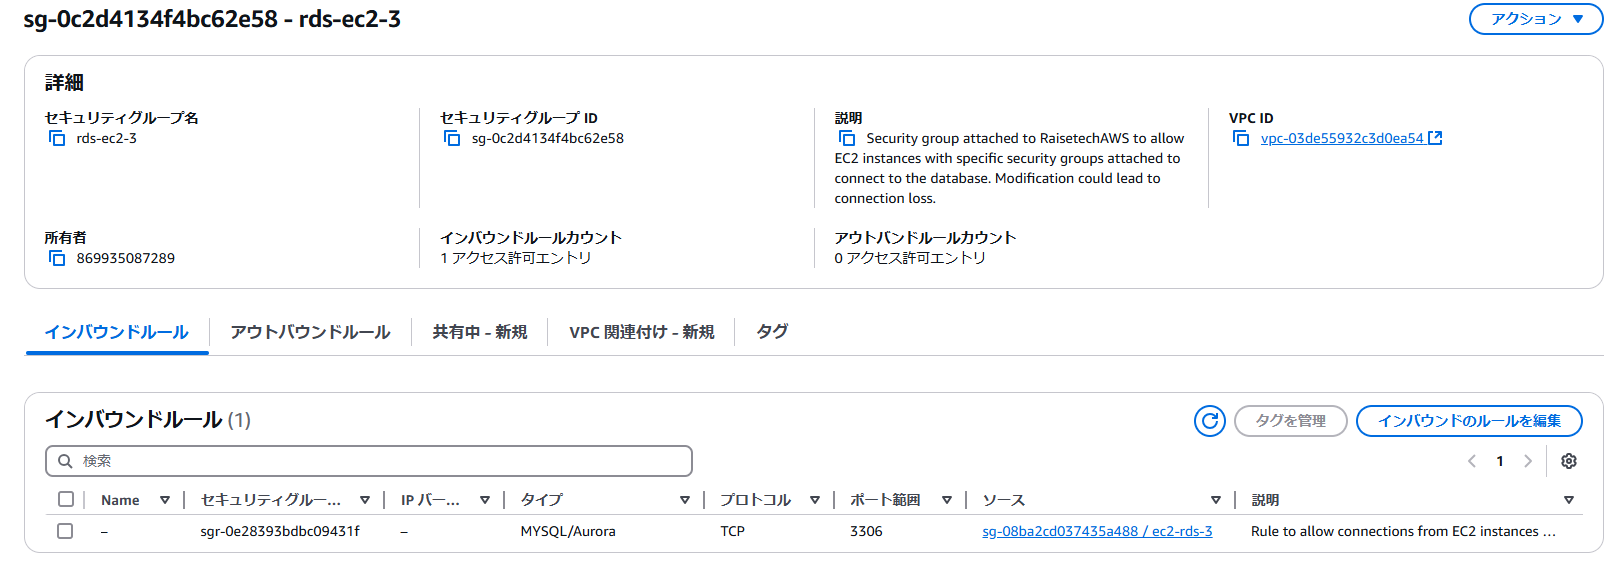 sg-0c2d4134f4bc62e58 - rds-ec2-3
アクション
詳細
セキュリティグループ名
rds-ec2-3
セキュリティグループ ID
sg-0c2d4134f4bc62e58
説明
Security group attached to RaisetechAWS to allow
EC2 instances with specific security groups attached to
connect to the database. Modification could lead to
connection loss.
VPC ID
vpc-03de55932c3d0ea54
所有者
869935087289
インバウンドルールカウント
1 アクセス許可エントリ
アウトバンドルールカウント
0 アクセス許可エントリ
インバウンドルール
アウトバウンドルール
共有中 - 新規
VPC 関連付け - 新規
タグ
インバウンドルール (1)
タグを管理
インバウンドのルールを編集
検索
1
Name セキュリティグルー... IP バー... タイプ プロトコル ポート範囲 ソース 説明
– sgr-0e28393bdbc09431f – MYSQL/Aurora TCP 3306 sg-08ba2cd037435a488 / ec2-rds-3 Rule to allow connections from EC2 instances ...